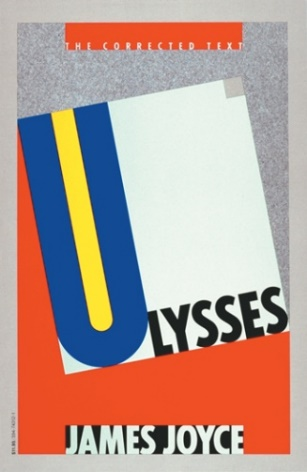 THE CORRECTED TEXT
ULYSSES
JAMES JOYCE